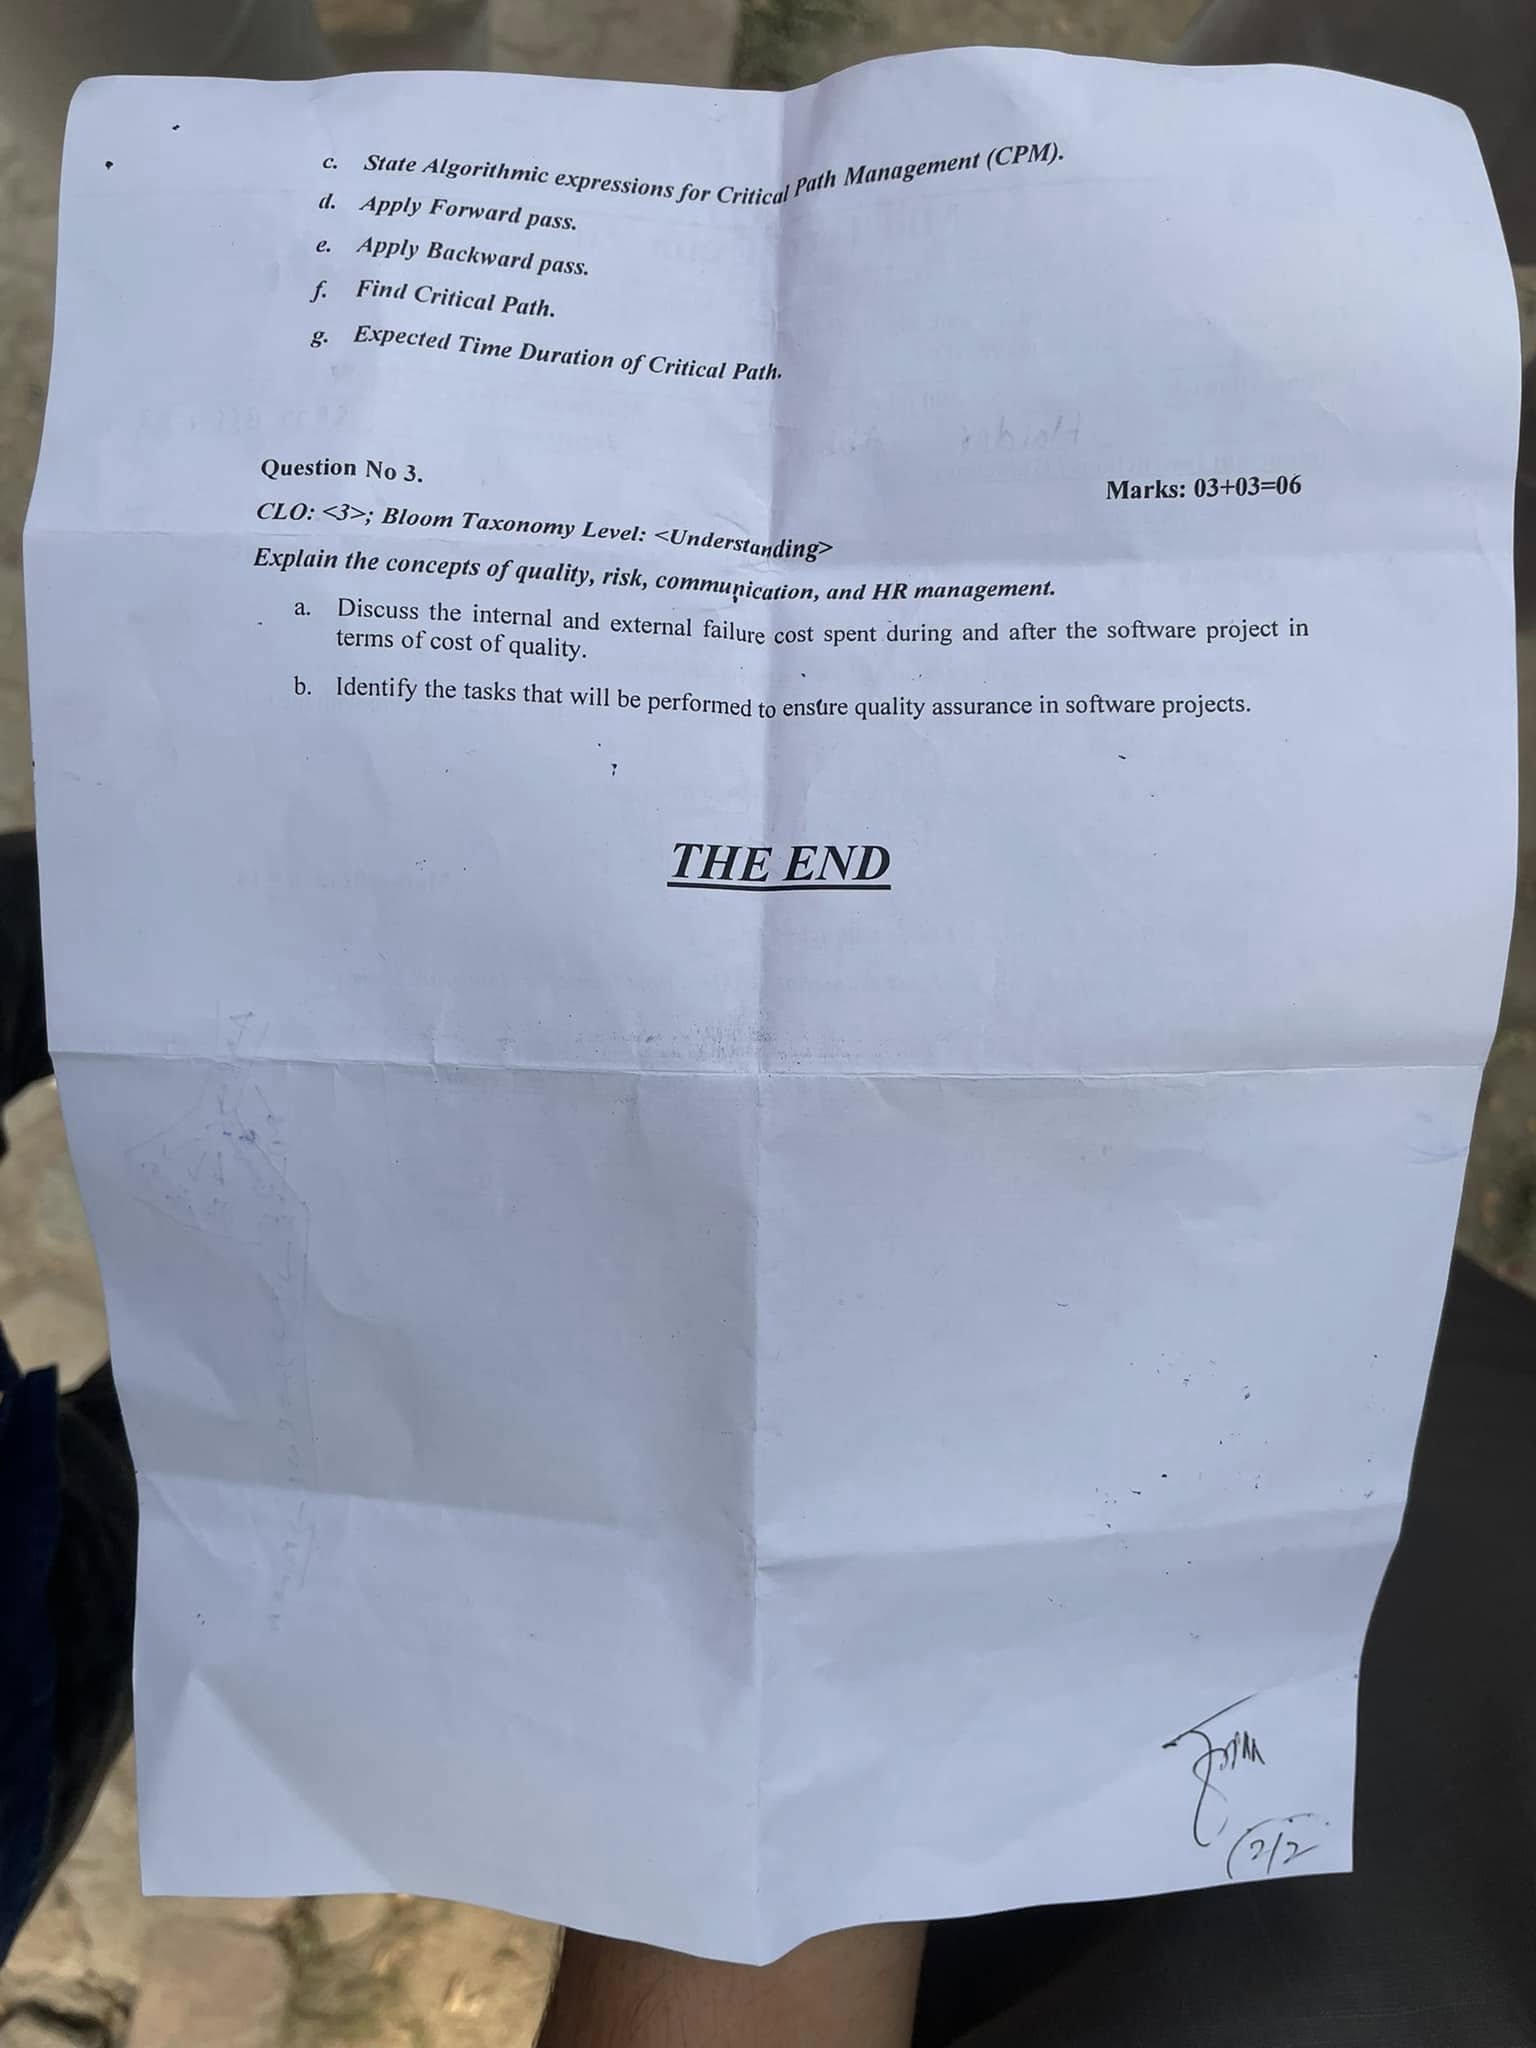 c. State Algorithmic expressions for Critical Path Management (CPM).
d. Apply Forward pass.
e. Apply Backward pass.
f. Find Critical Path.
g. Expected Time Duration of Critical Path.
Question No 3.
Marks: 03+03=06
CLO: <3>; Bloom Taxonomy Level: <Understanding>
Explain the concepts of quality, risk, communication, and HR management.
a. Discuss the internal and external failure cost spent during and after the software project in
terms of cost of quality.
b. Identify the tasks that will be performed to ensure quality assurance in software projects.
THE END
2/2